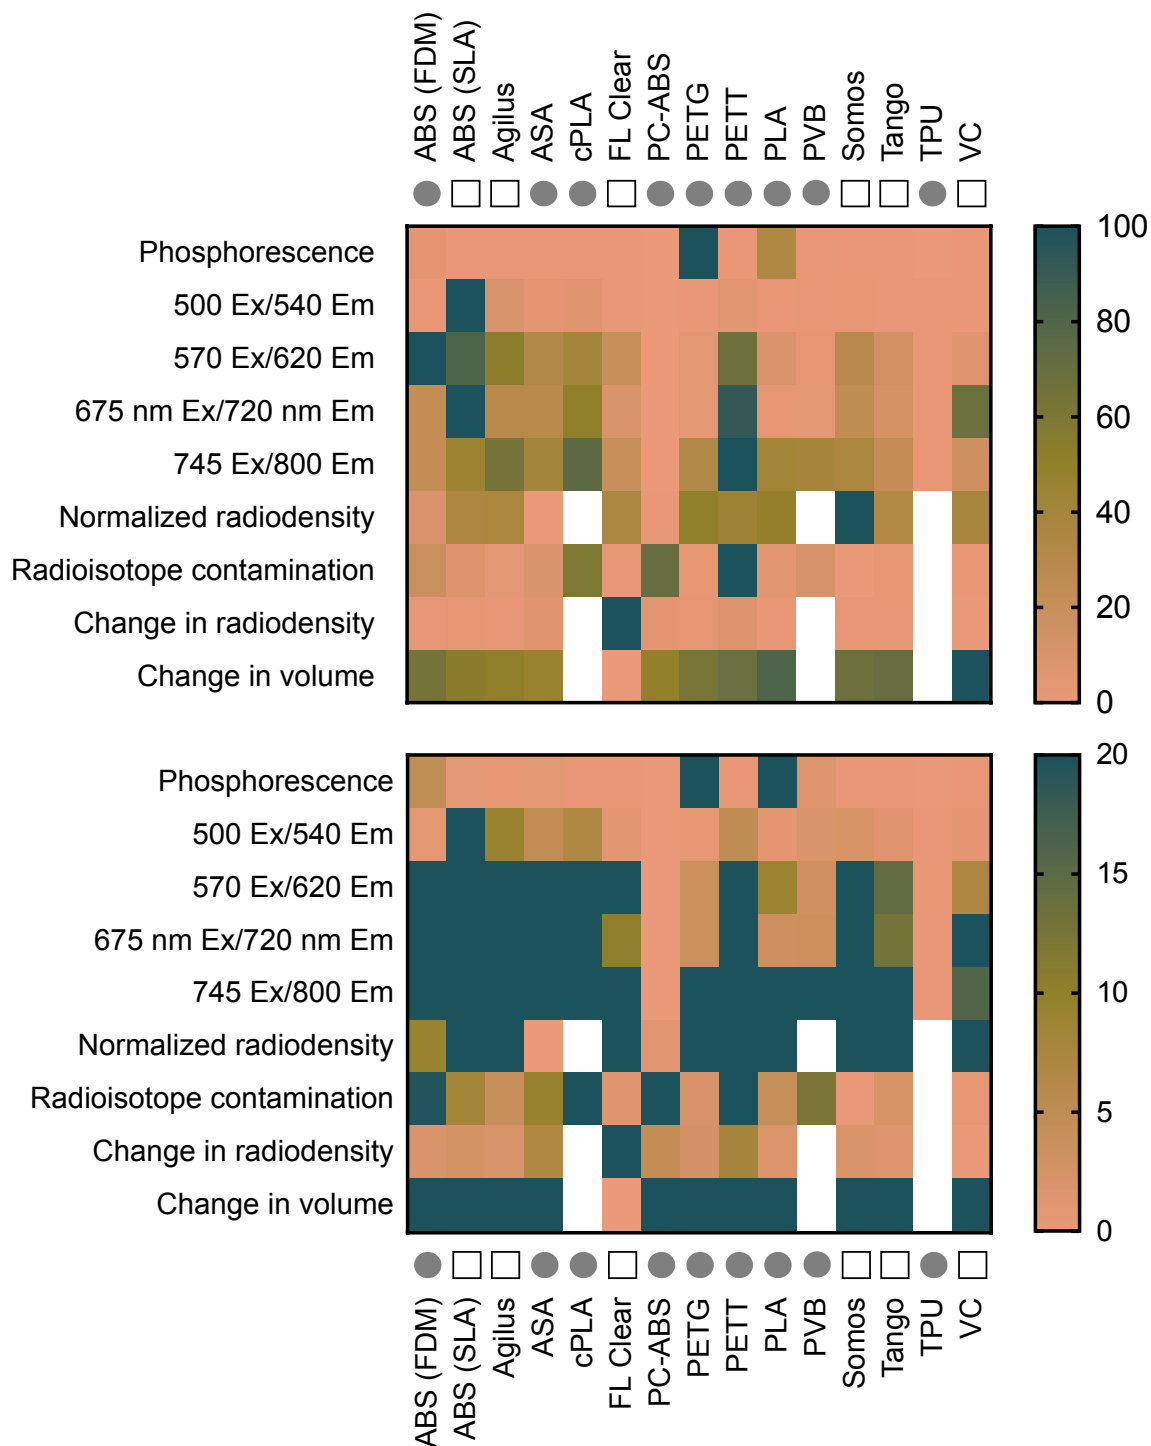 ABS (FDM)
ABS (SLA)
Agilus
ASA
cPLA
FL Clear
PC-ABS
PETG
PETT
PLA
PVB
Somos
Tango
TPU
VC
Phosphorescence
500 Ex/540 Em
570 Ex/620 Em
675 nm Ex/720 nm Em
745 Ex/800 Em
Normalized radiodensity
Radioisotope contamination
Change in radiodensity
Change in volume
100
80
60
40
20
0
Phosphorescence
500 Ex/540 Em
570 Ex/620 Em
675 nm Ex/720 nm Em
745 Ex/800 Em
Normalized radiodensity
Radioisotope contamination
Change in radiodensity
Change in volume
20
15
10
5
0
ABS (FDM)
ABS (SLA)
Agilus
ASA
cPLA
FL Clear
PC-ABS
PETG
PETT
PLA
PVB
Somos
Tango
TPU
VC